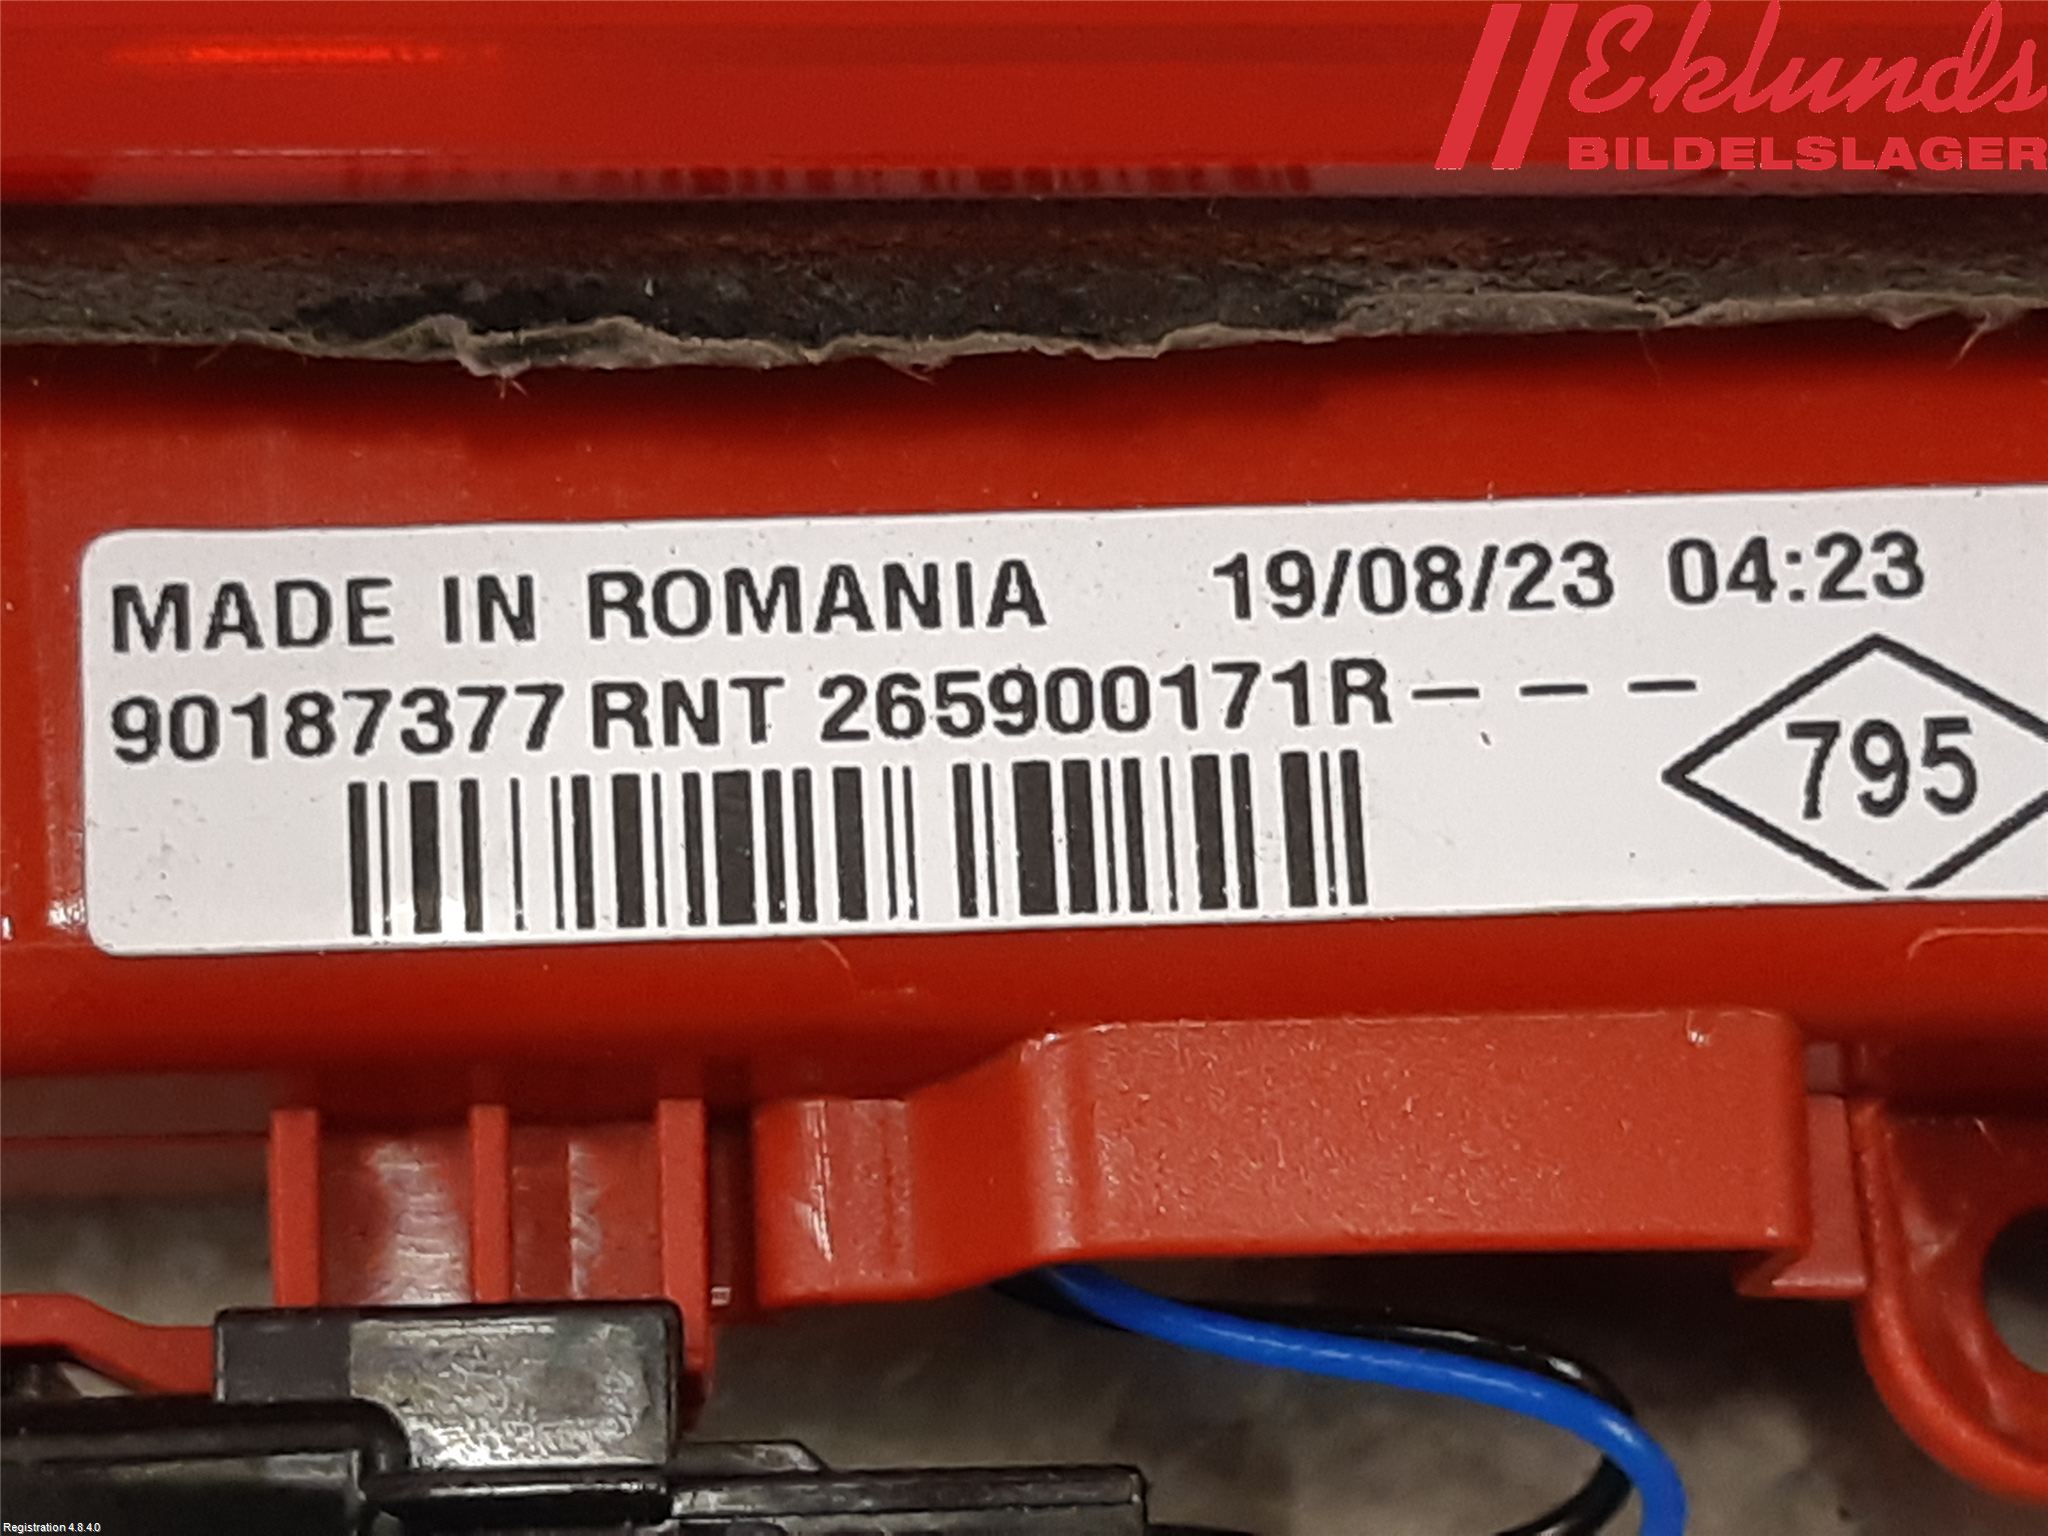 Eklunds
BILDELSLAGER
MADE IN ROMANIA 19/08/23 04:23
90187377 RNT 265900171R - - -
795
Registration 4.8.4.0